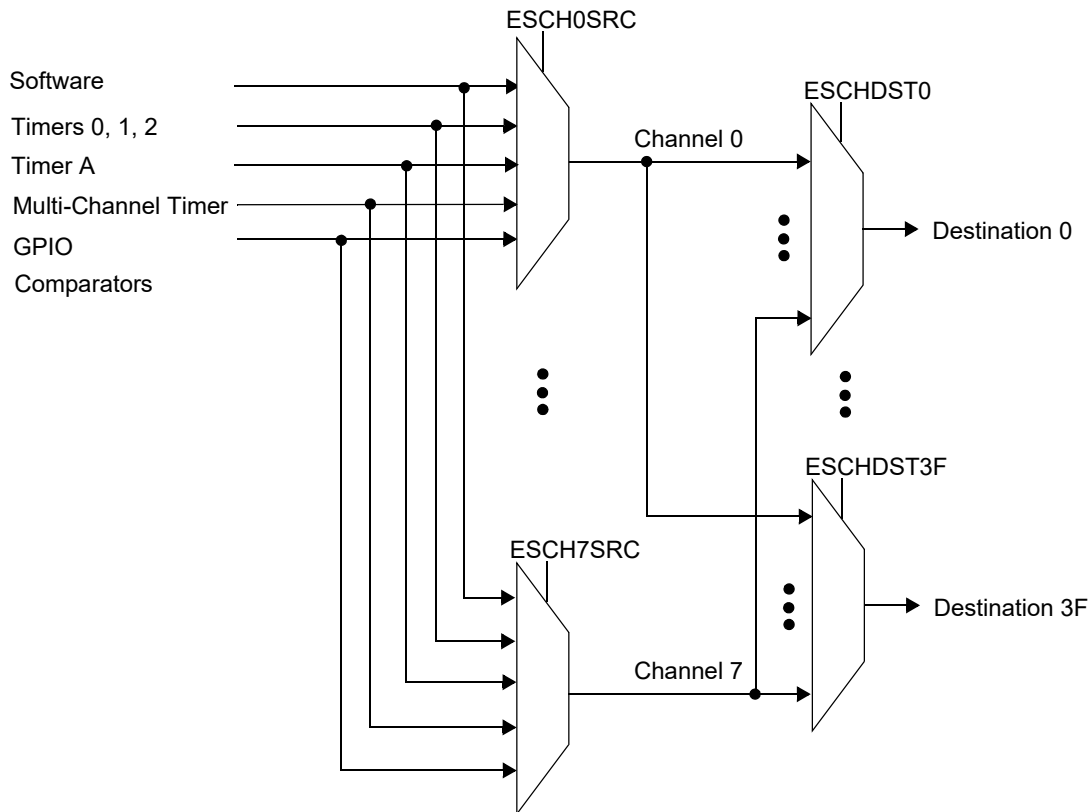 ESCH0SRC
Software
Timers 0, 1, 2
Timer A
Multi-Channel Timer
GPIO
Comparators
Channel 0
ESCHDST0
Destination 0
ESCHDST3F
ESCH7SRC
Destination 3F
Channel 7